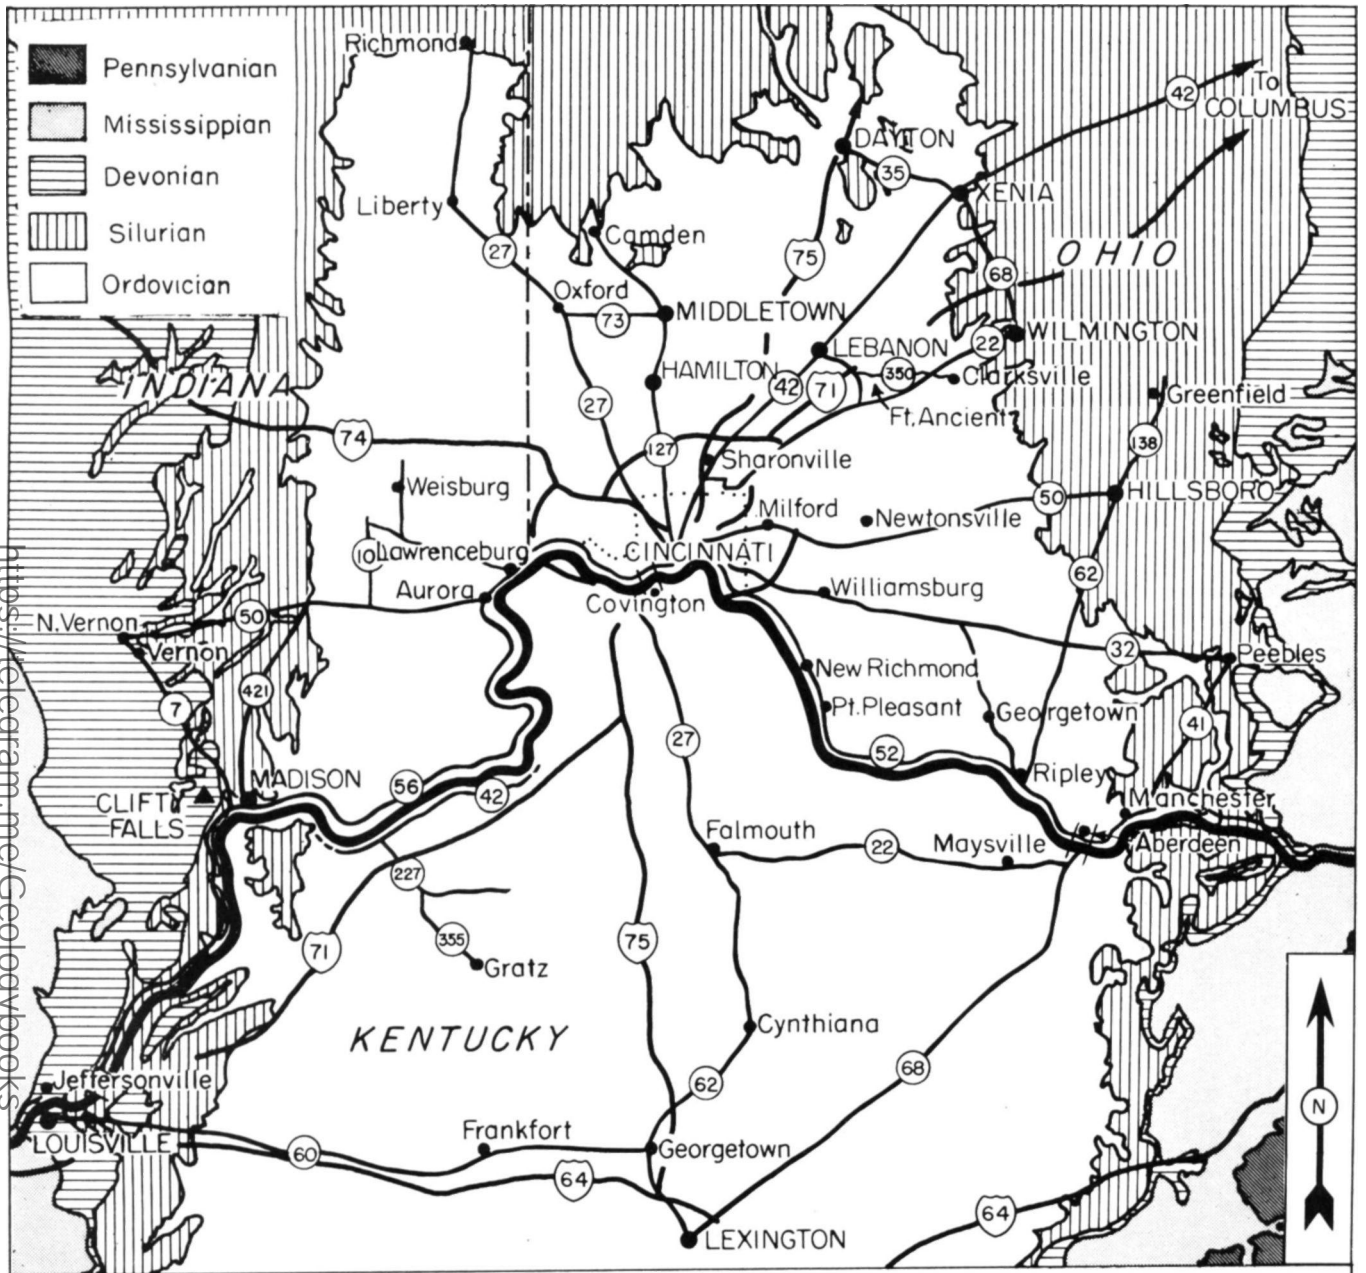 Pennsylvanian
Mississippian
Devonian
Silurian
Ordovician
Richmond
42
To
COLUMBUS
DAYTON
35
XENIA
Liberty
27
Camden
75
OHIO
68
Oxford
73
MIDDLETOWN
WILMINGTON
22
LEBANON
INDIANA
HAMILTON
42
71
350
Clarksville
Greenfield
27
Ft. Ancient
74
127
138
Sharonville
Weisburg
50
HILLSBORO
Milford
Newtonsville
10
Lawrenceburg
CINCINNATI
62
Aurora
Covington
Williamsburg
N. Vernon
50
Vernon
32
Peebles
New Richmond
421
7
Pt. Pleasant
Georgetown
41
27
52
MADISON
56
42
Ripley
CLIFTY
FALLS
Manchester
Falmouth
22
Maysville
Aberdeen
227
71
355
75
Gratz
KENTUCKY
Cynthiana
68
62
Jeffersonville
N
LOUISVILLE
60
Frankfort
Georgetown
64
64
LEXINGTON
https://telegram.me/Geologybooks